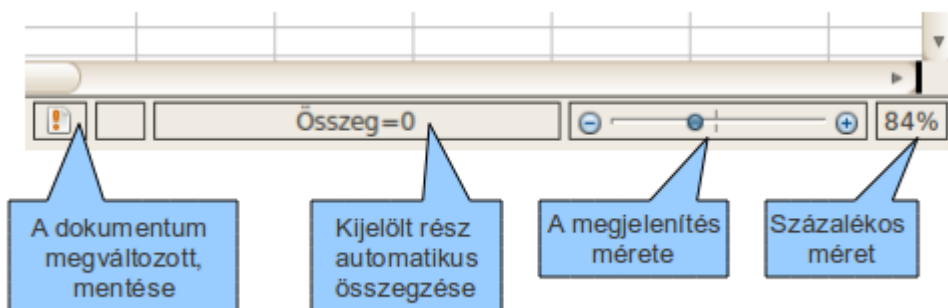 Összeg=0
84%
A dokumentum
megváltozott,
mentése
Kijelölt rész
automatikus
összegzése
A megjelenítés
mérete
Százalékos
méret